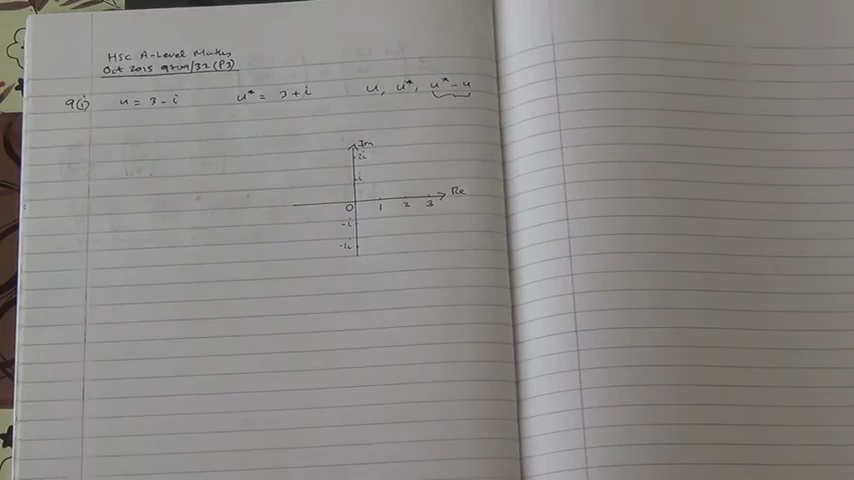 HSC A-Level Maths
Oct 2015 9709/32 (P3)
9(i) u = 3 - i u* = 3 + i u, u*, u* - u
Im
2i
i
Re
0 1 2 3
-i
-2i